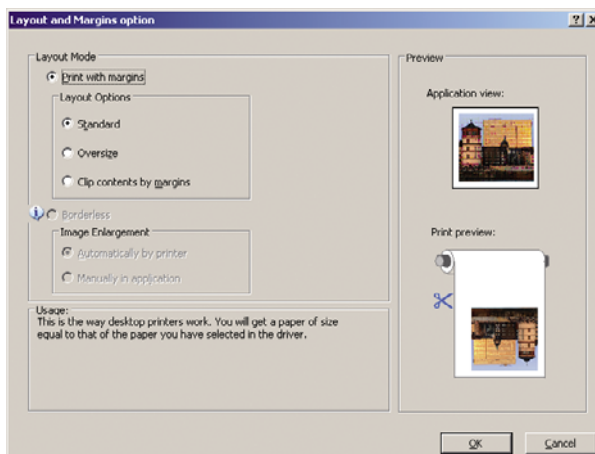 Layout and Margins option
Layout Mode
Print with margins
Layout Options
Standard
Oversize
Clip contents by margins
Borderless
Image Enlargement
Automatically by printer
Manually in application
Usage:
This is the way desktop printers work. You will get a paper of size
equal to that of the paper you have selected in the driver.
Preview
Application view:
Print preview:
OK
Cancel